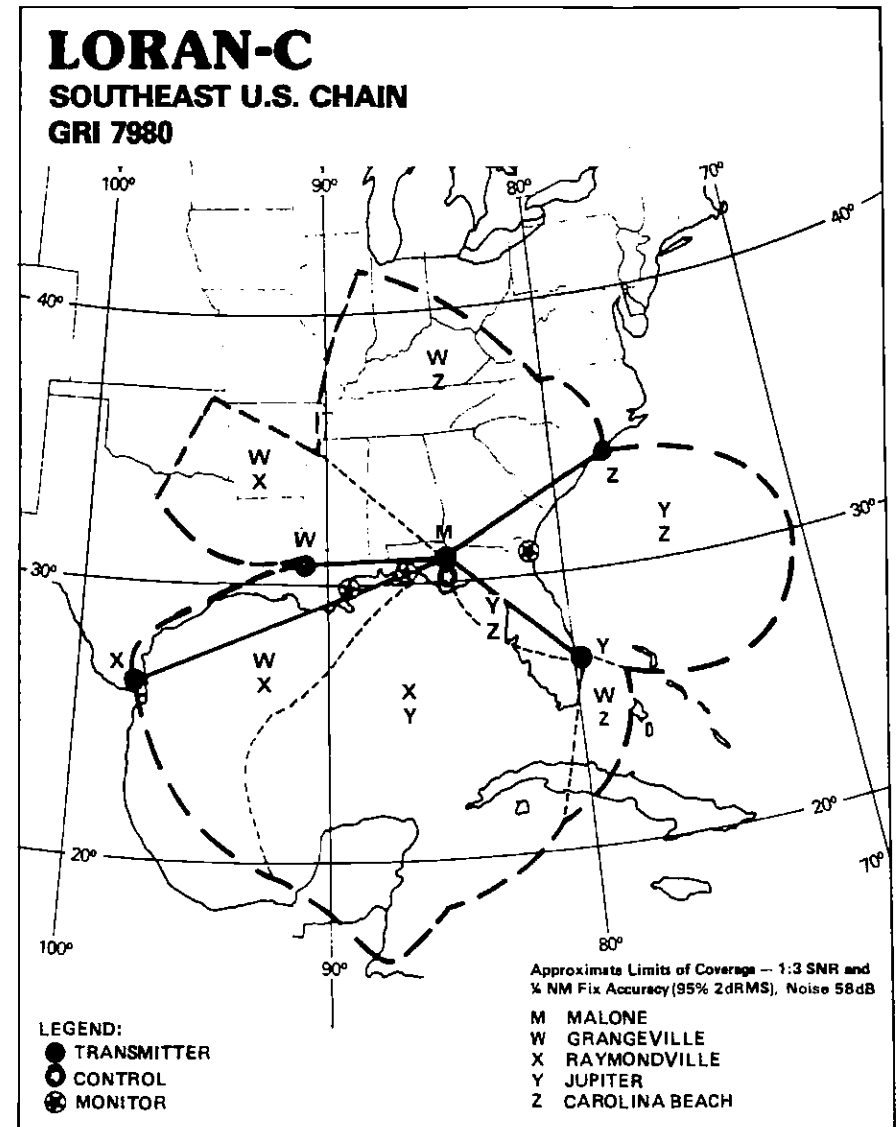 LORAN-C
SOUTHEAST U.S. CHAIN
GRI 7980
100° 90° 80° 70°
40°
40°
W
Z
W
X
Z
Y
Z
M
W
30°
30°
Y
Z
X
Y
W
X
W
Z
X
Y
20°
20°
70°
100°
80°
90°
Approximate Limits of Coverage — 1:3 SNR and
¼ NM Fix Accuracy (95% 2dRMS), Noise 58dB
LEGEND:
TRANSMITTER
CONTROL
MONITOR
M MALONE
W GRANGEVILLE
X RAYMONDVILLE
Y JUPITER
Z CAROLINA BEACH